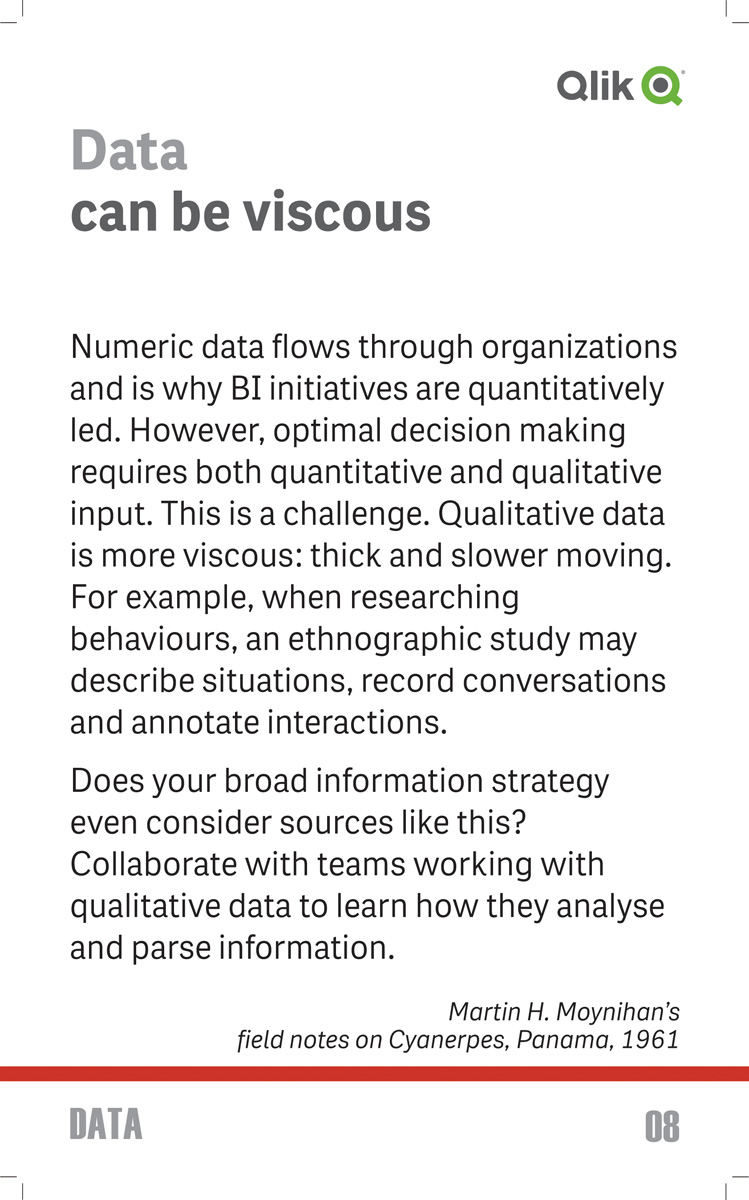 Qlik
Data
can be viscous
Numeric data flows through organizations
and is why BI initiatives are quantitatively
led. However, optimal decision making
requires both quantitative and qualitative
input. This is a challenge. Qualitative data
is more viscous: thick and slower moving.
For example, when researching
behaviours, an ethnographic study may
describe situations, record conversations
and annotate interactions.
Does your broad information strategy
even consider sources like this?
Collaborate with teams working with
qualitative data to learn how they analyse
and parse information.
Martin H. Moynihan’s
field notes on Cyanerpes, Panama, 1961
DATA 08